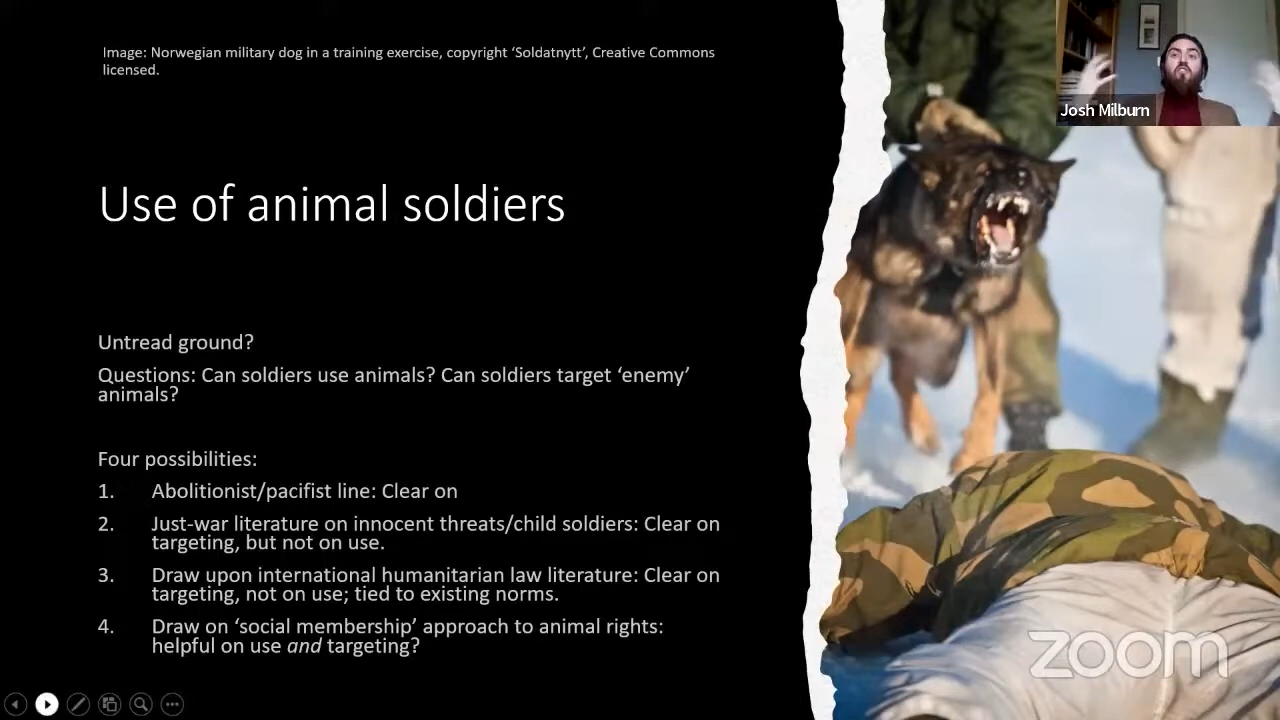 Image: Norwegian military dog in a training exercise, copyright ‘Soldatnytt’, Creative Commons
licensed.
Josh Milburn
Use of animal soldiers
Untread ground?
Questions: Can soldiers use animals? Can soldiers target ‘enemy’
animals?
Four possibilities:
1. Abolitionist/pacifist line: Clear on
2. Just-war literature on innocent threats/child soldiers: Clear on
targeting, but not on use.
3. Draw upon international humanitarian law literature: Clear on
targeting, not on use; tied to existing norms.
4. Draw on ‘social membership’ approach to animal rights:
helpful on use and targeting?
zoom